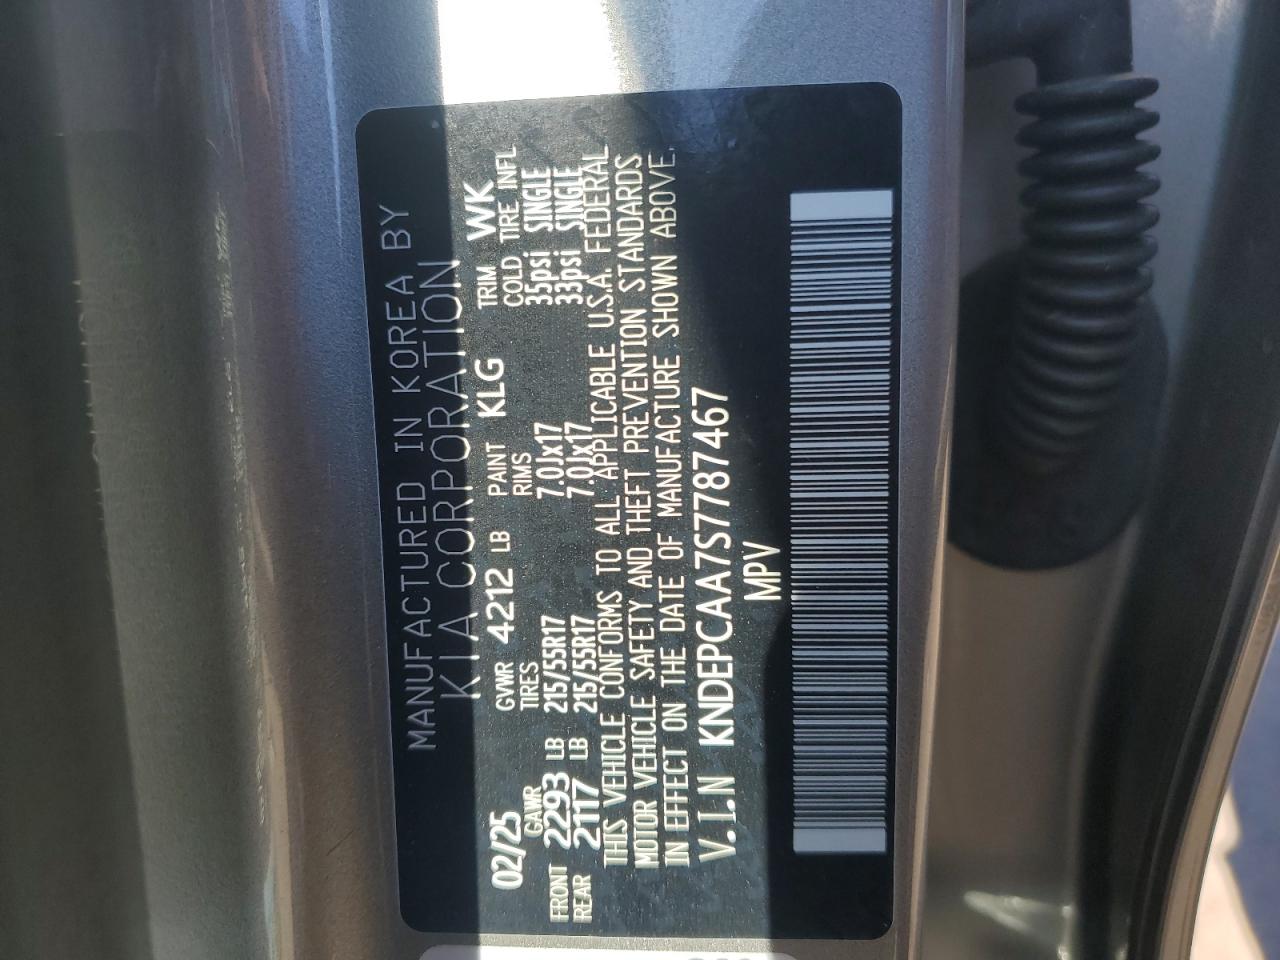 MANUFACTURED IN KOREA BY
KIA CORPORATION
02/25 GVWR 4212 LB PAINT KLG TRIM WK
GAWR TIRES RIMS COLD TIRE INFL
FRONT 2293 LB 215/55R17 7.0Jx17 35psi SINGLE
REAR 2117 LB 215/55R17 7.0Jx17 33psi SINGLE
THIS VEHICLE CONFORMS TO ALL APPLICABLE U.S.A. FEDERAL
MOTOR VEHICLE SAFETY AND THEFT PREVENTION STANDARDS
IN EFFECT ON THE DATE OF MANUFACTURE SHOWN ABOVE.
V.I.N KNDEPCAA7S7787467
MPV